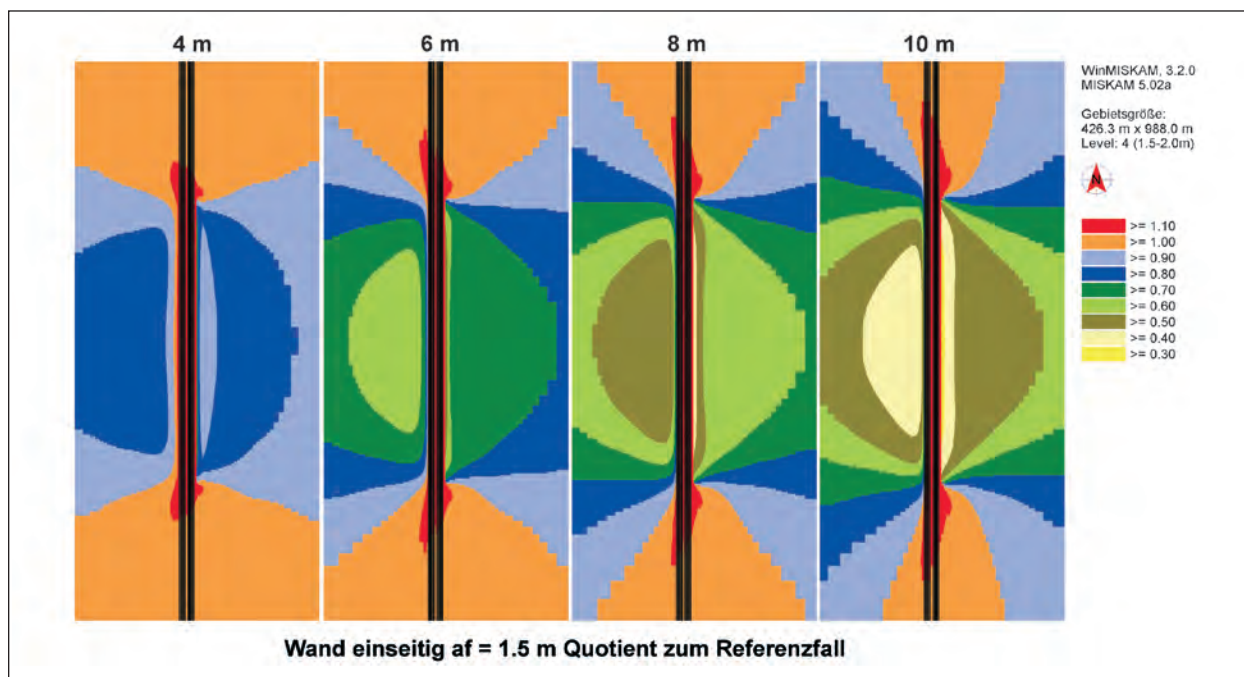 4 m 6 m 8 m 10 m
WinMISKAM, 3.2.0
MISKAM 5.02a
Gebietsgröße:
426.3 m x 988.0 m
Level: 4 (1.5-2.0m)
N
>= 1.10
>= 1.00
>= 0.90
>= 0.80
>= 0.70
>= 0.60
>= 0.50
>= 0.40
>= 0.30
Wand einseitig af = 1.5 m Quotient zum Referenzfall